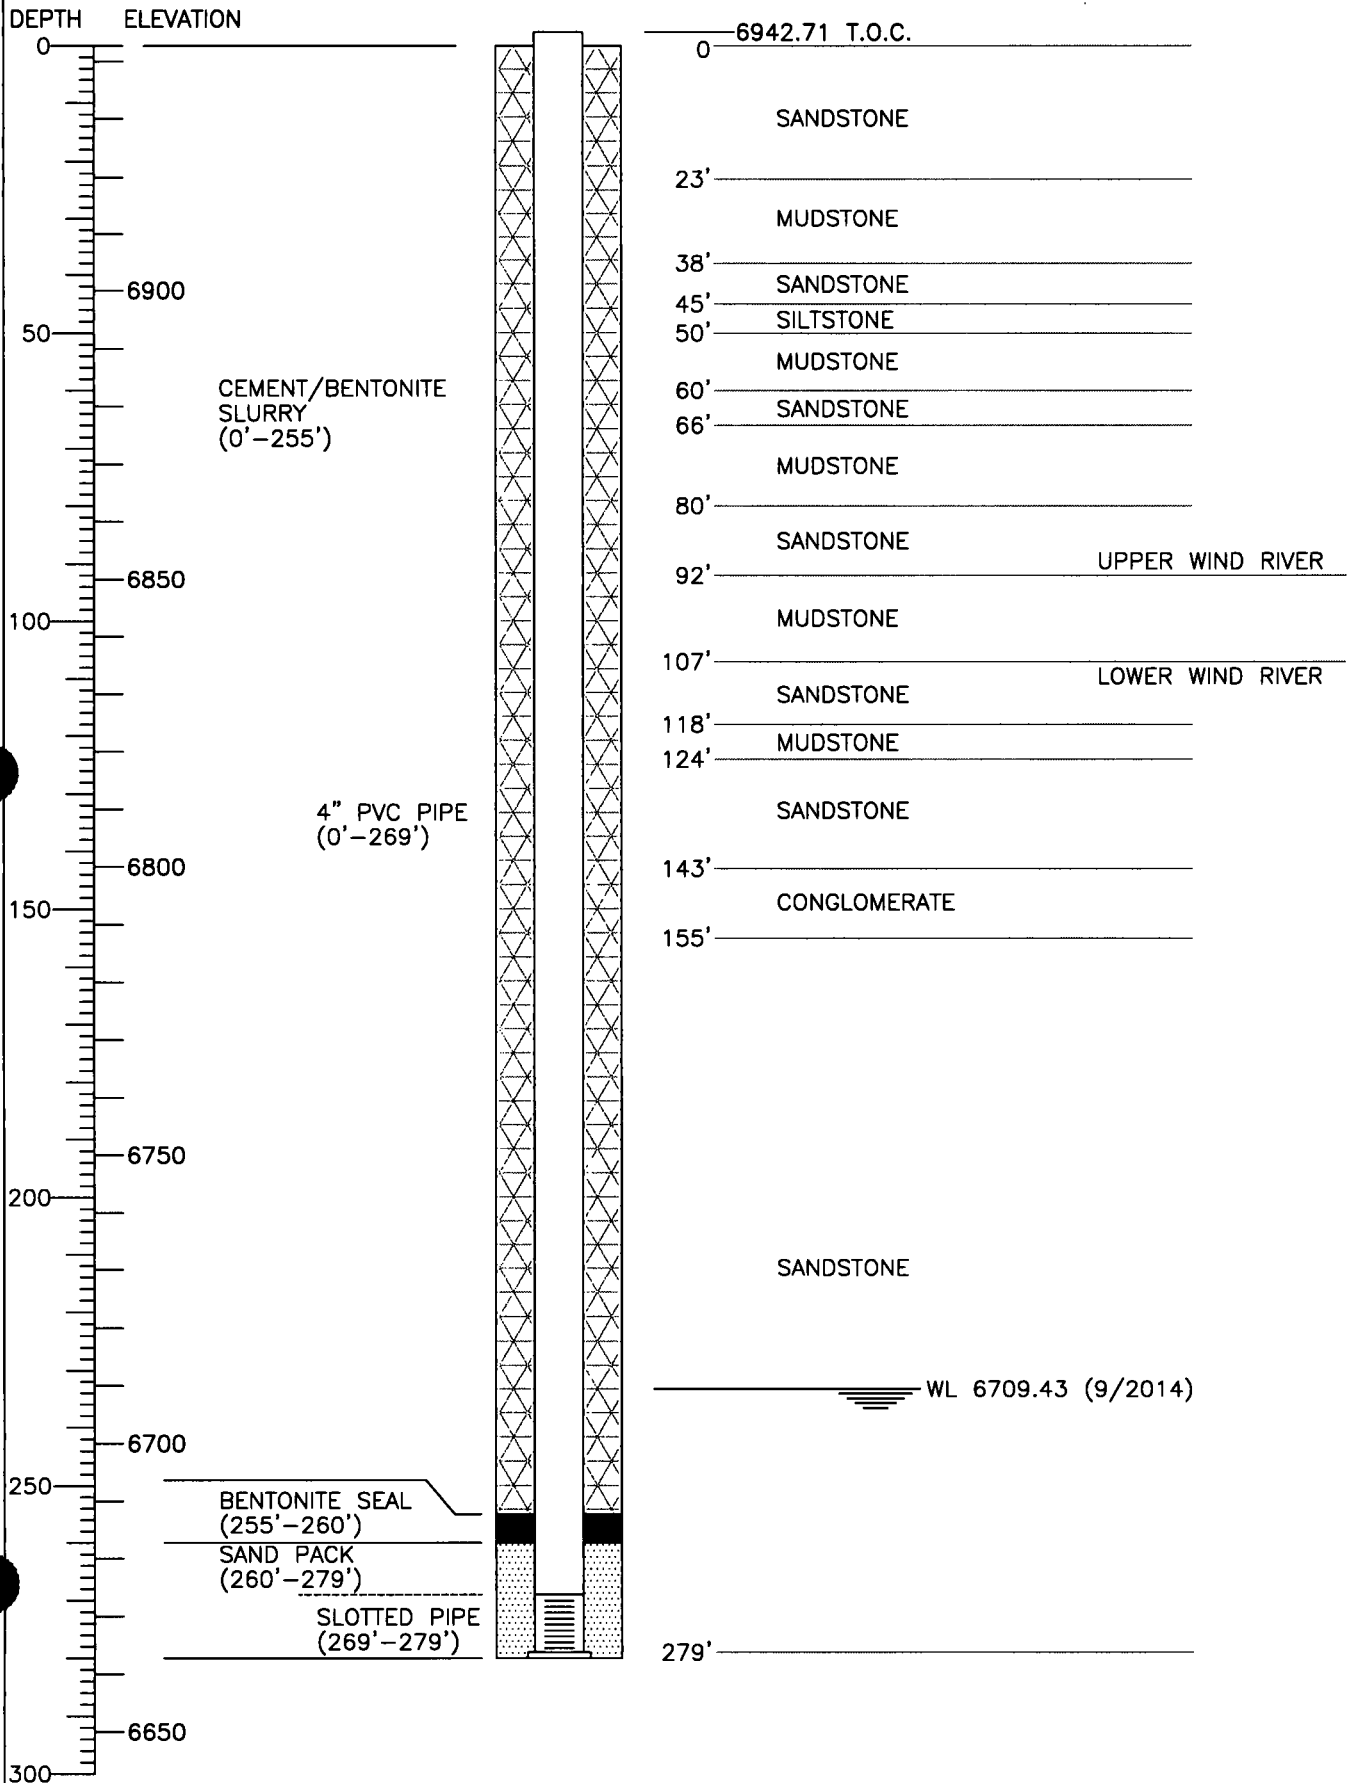 DEPTH ELEVATION
6942.71 T.O.C.
0
0
SANDSTONE
23'
MUDSTONE
38'
SANDSTONE
6900
45'
SILTSTONE
50
50'
MUDSTONE
CEMENT/BENTONITE
SLURRY
(0'-255')
60'
SANDSTONE
66'
MUDSTONE
80'
SANDSTONE
UPPER WIND RIVER
92'
6850
100
MUDSTONE
107'
LOWER WIND RIVER
SANDSTONE
118'
MUDSTONE
124'
4" PVC PIPE
(0'-269')
SANDSTONE
6800
143'
CONGLOMERATE
150
155'
6750
200
SANDSTONE
WL 6709.43 (9/2014)
6700
250
BENTONITE SEAL
(255'-260')
SAND PACK
(260'-279')
SLOTTED PIPE
(269'-279')
279'
6650
300